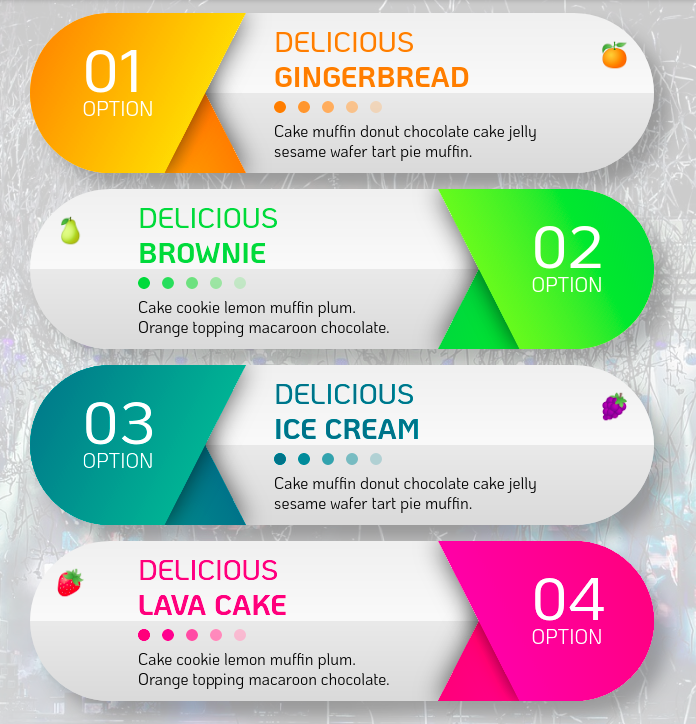 01
OPTION
DELICIOUS
GINGERBREAD
Cake muffin donut chocolate cake jelly
sesame wafer tart pie muffin.
DELICIOUS
BROWNIE
Cake cookie lemon muffin plum.
Orange topping macaroon chocolate.
02
OPTION
03
OPTION
DELICIOUS
ICE CREAM
Cake muffin donut chocolate cake jelly
sesame wafer tart pie muffin.
DELICIOUS
LAVA CAKE
Cake cookie lemon muffin plum.
Orange topping macaroon chocolate.
04
OPTION